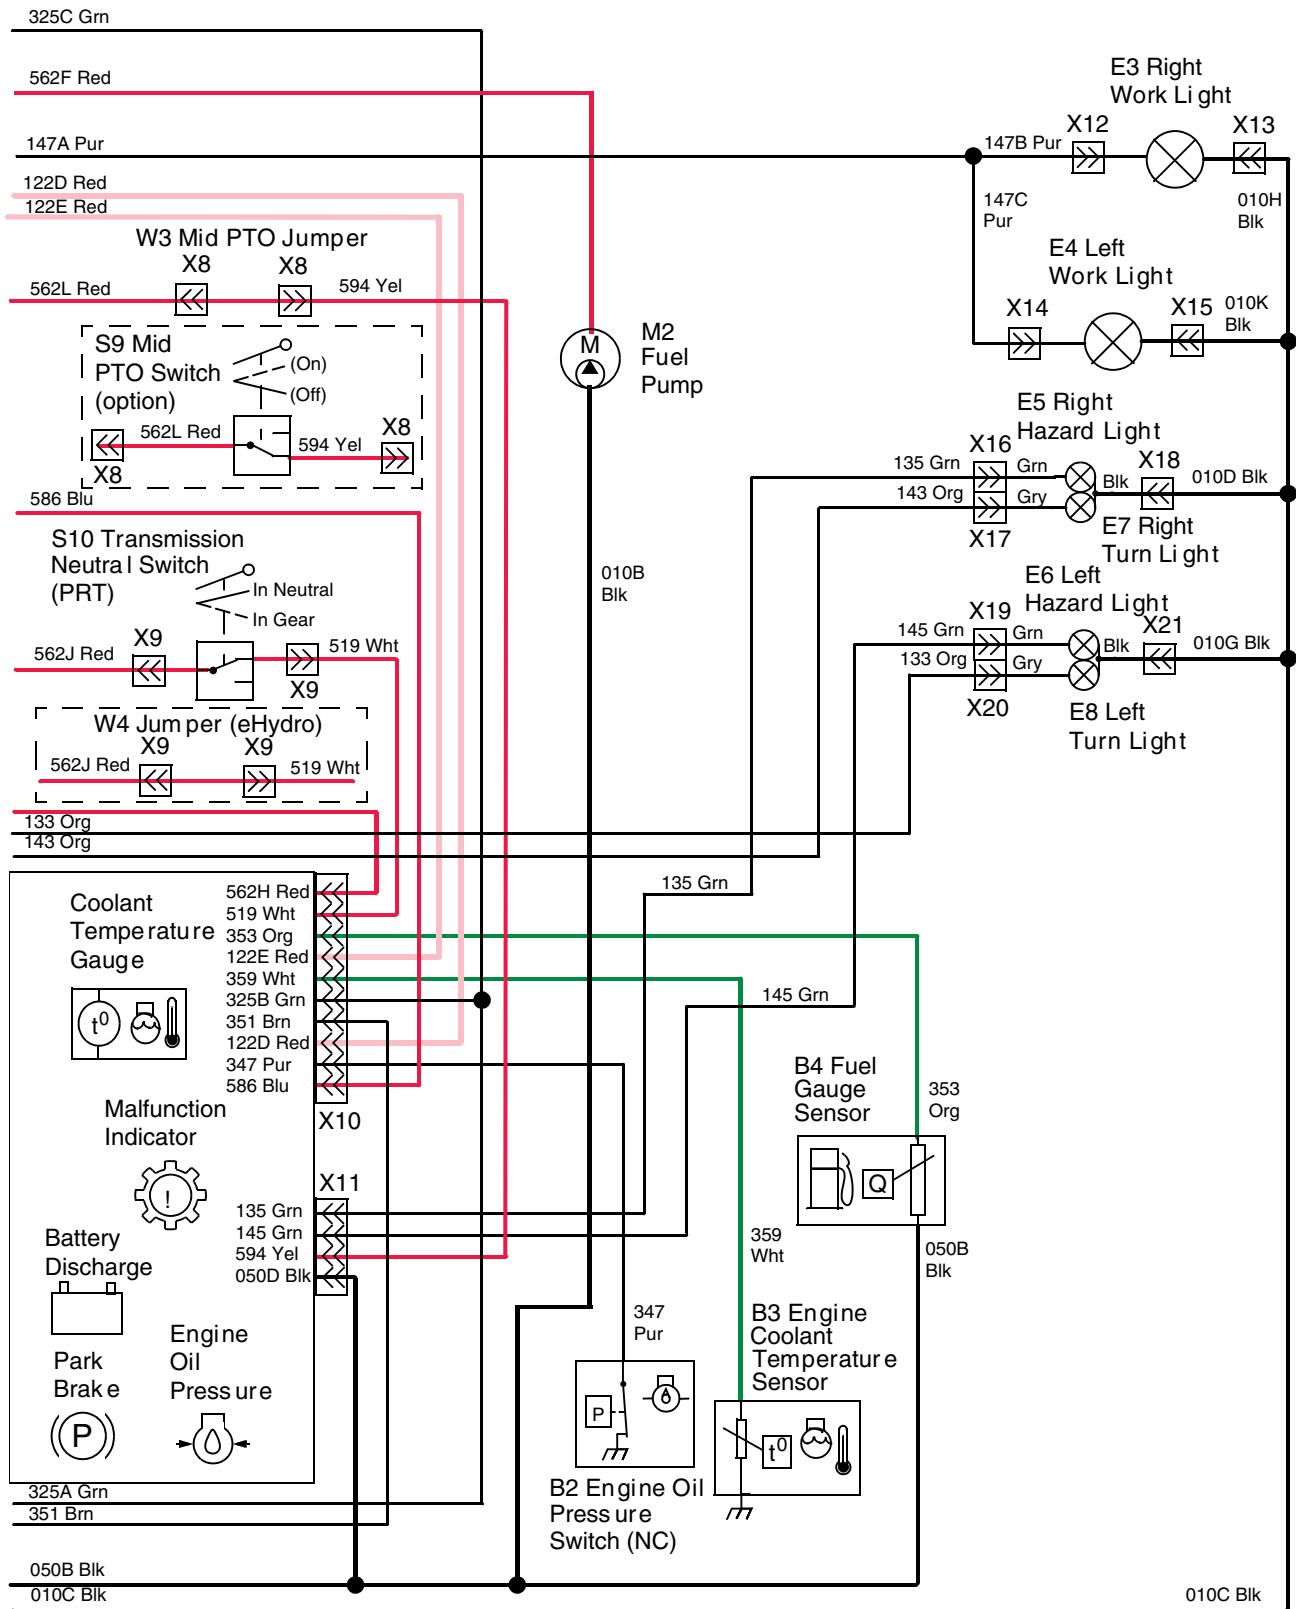 325C Grn
562F Red
E3 Right
Work Light
X12
X13
147A Pur
147B Pur
122D Red
122E Red
147C
Pur
010H
Blk
W3 Mid PTO Jumper
X8
X8
562L Red
594 Yel
E4 Left
Work Light
X14
X15
010K
Blk
S9 Mid
PTO Switch
(option)
(On)
(Off)
562L Red
594 Yel
X8
X8
M
M2
Fuel
Pump
E5 Right
Hazard Light
X16
135 Grn
Grn
143 Org
Gry
X17
Blk
X18
010D Blk
E7 Right
Turn Light
586 Blu
S10 Transmission
Neutral Switch
(PRT)
In Neutral
In Gear
X9
562J Red
519 Wht
X9
010B
Blk
E6 Left
Hazard Light
X19
145 Grn
Grn
133 Org
Gry
X20
Blk
X21
010G Blk
E8 Left
Turn Light
W4 Jumper (eHydro)
X9
X9
562J Red
519 Wht
133 Org
143 Org
135 Grn
145 Grn
Coolant
Temperature
Gauge
t0
562H Red
519 Wht
353 Org
122E Red
359 Wht
325B Grn
351 Brn
122D Red
347 Pur
586 Blu
X10
Malfunction
Indicator
!
X11
135 Grn
145 Grn
594 Yel
050D Blk
Battery
Discharge
Park
Brake
P
Engine
Oil
Pressure
B4 Fuel
Gauge
Sensor
353
Org
Q
359
Wht
050B
Blk
347
Pur
B3 Engine
Coolant
Temperature
Sensor
P
t0
B2 Engine Oil
Pressure
Switch (NC)
325A Grn
351 Brn
050B Blk
010C Blk
010C Blk